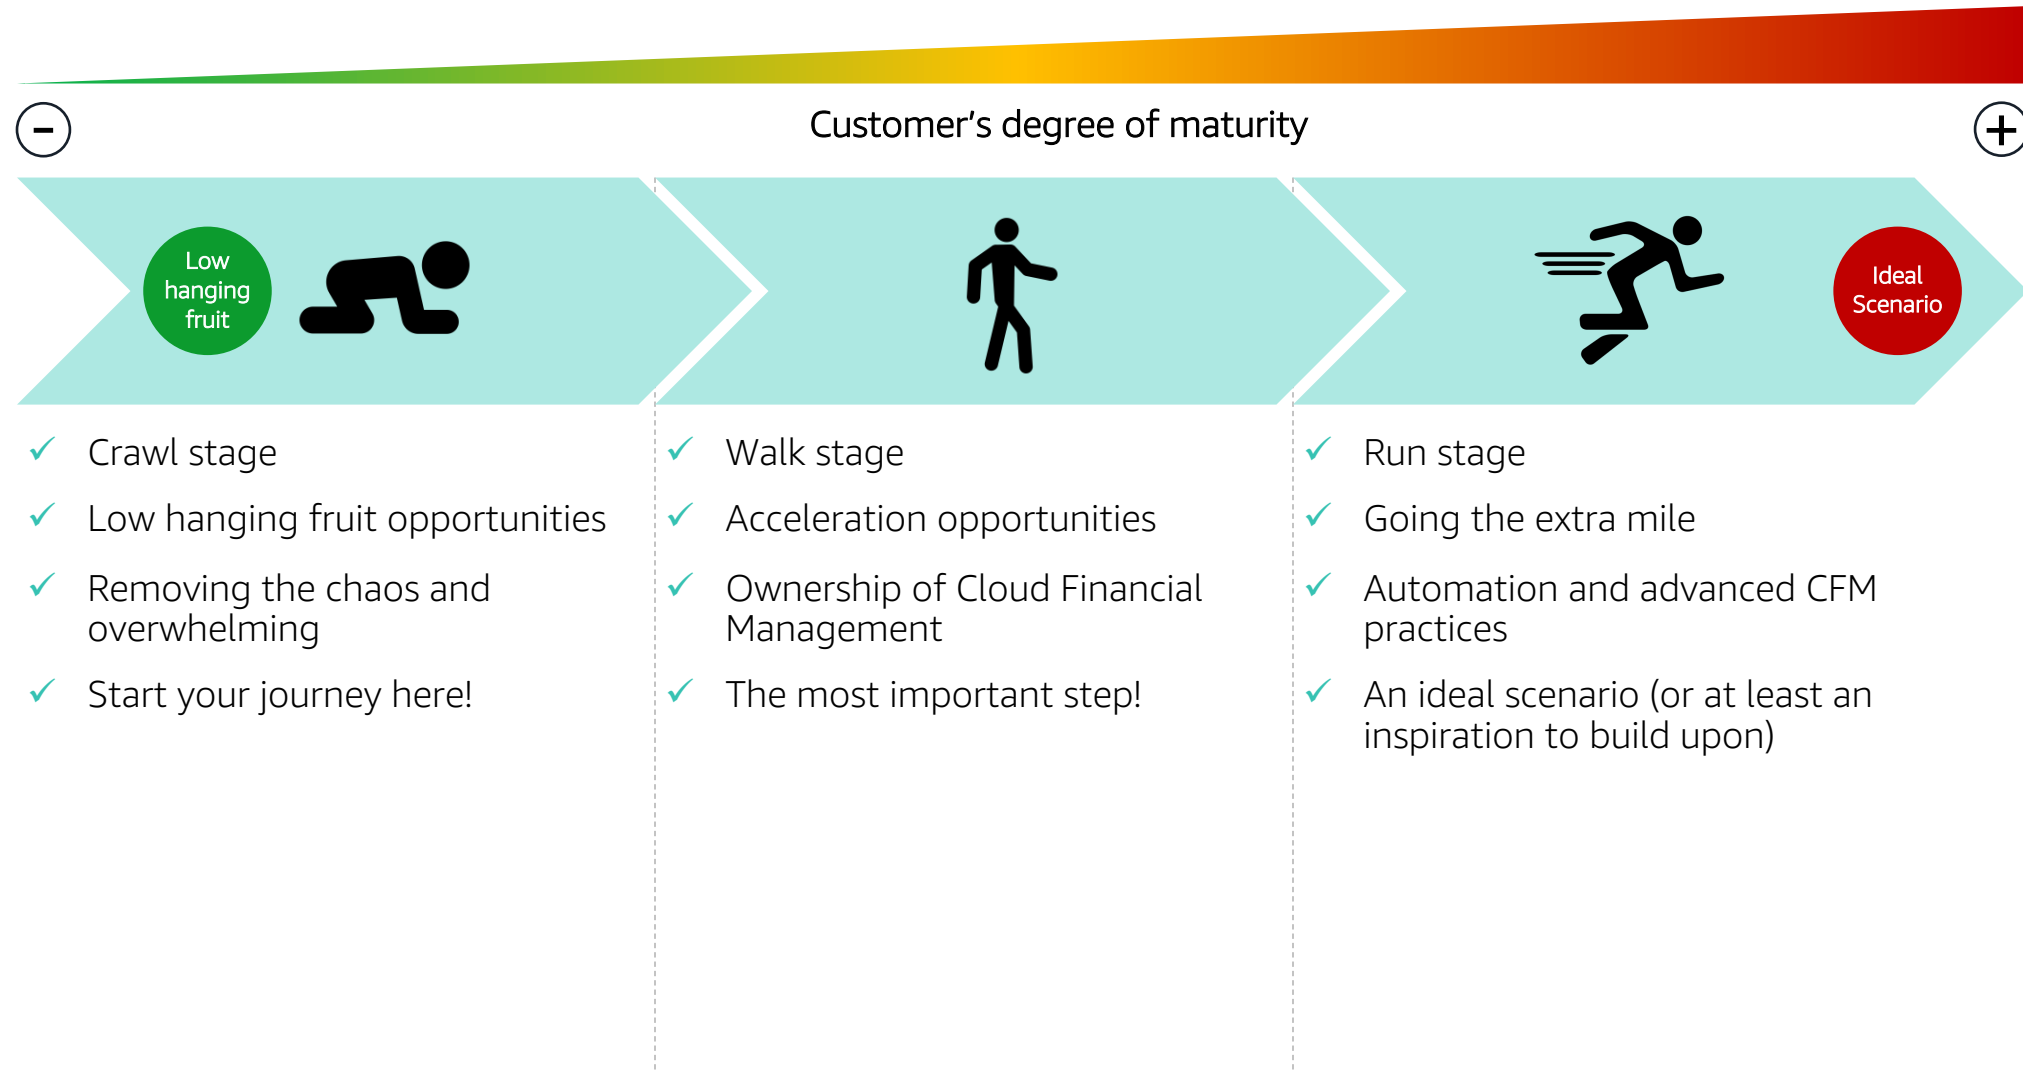 Customer’s degree of maturity
Low
hanging
fruit
Ideal
Scenario
Crawl stage
Low hanging fruit opportunities
Removing the chaos and
overwhelming
Start your journey here!
Walk stage
Acceleration opportunities
Ownership of Cloud Financial
Management
The most important step!
Run stage
Going the extra mile
Automation and advanced CFM
practices
An ideal scenario (or at least an
inspiration to build upon)